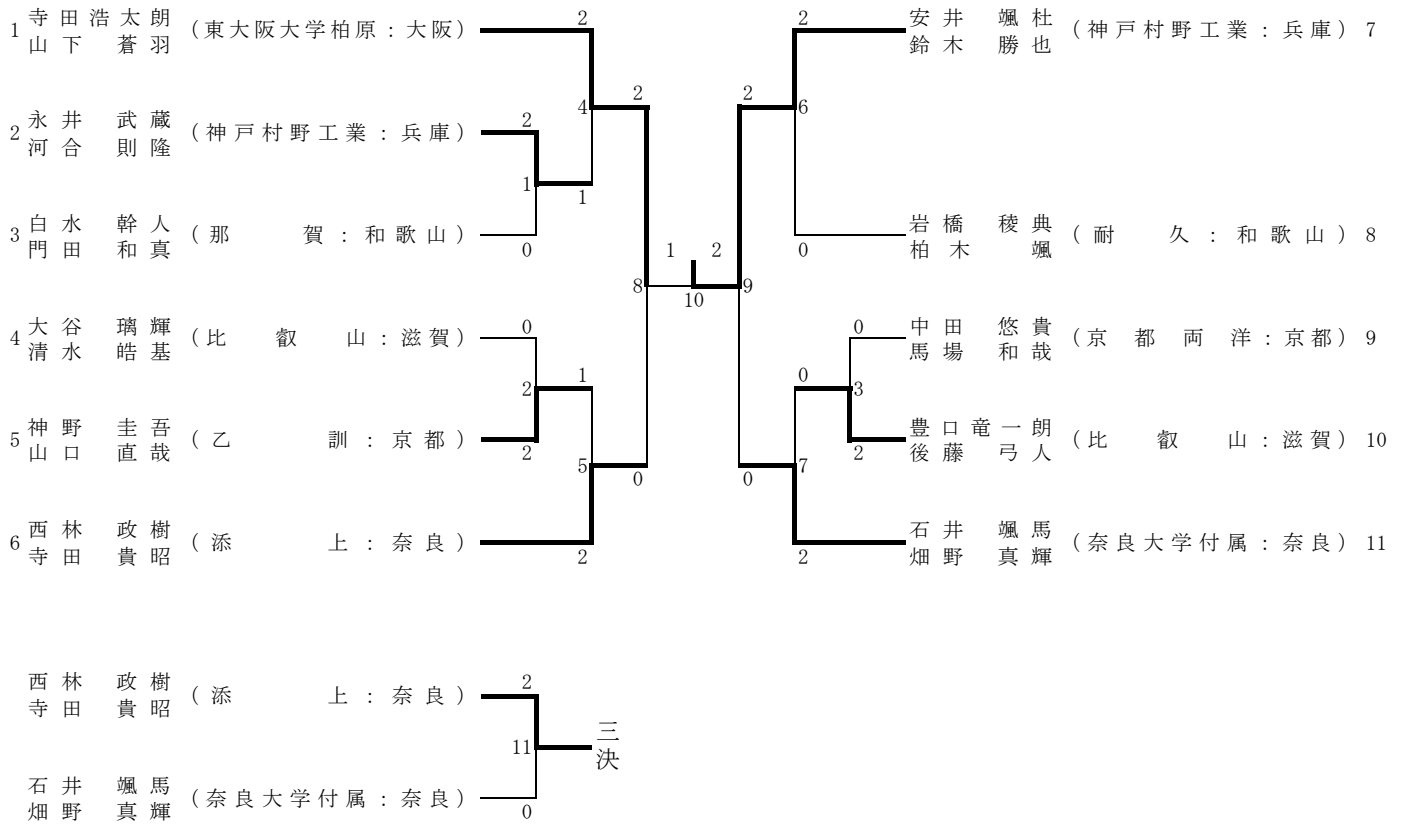 1 寺田浩太朗 (東大阪大学柏原:大阪) 2
山下 蒼羽
4 2
2 永井 武蔵 (神戸村野工業:兵庫) 2
河合 則隆
1 1
3 白水 幹人 (那 賀:和歌山) 0
門田 和真
8 1 2 9
10
4 大谷 璃輝 (比 叡 山:滋賀) 0
清水 皓基
2 1
5 神野 圭吾 (乙 訓:京都) 2
山口 直哉
5 0
6 西林 政樹 (添 上:奈良) 2
寺田 貴昭
2 安井 颯杜 (神戸村野工業:兵庫) 7
鈴木 勝也
2 6
0 岩橋 稜典 (耐 久:和歌山) 8
柏木 颯
0 中田 悠貴 (京 都 両 洋:京都) 9
馬場 和哉
0 3
2 豊口竜一朗 (比 叡 山:滋賀) 10
後藤 弓人
0 7
2 石井 颯馬 (奈良大学付属:奈良) 11
畑野 真輝
西林 政樹 (添 上:奈良) 2
寺田 貴昭
11 三決
石井 颯馬 (奈良大学付属:奈良) 0
畑野 真輝